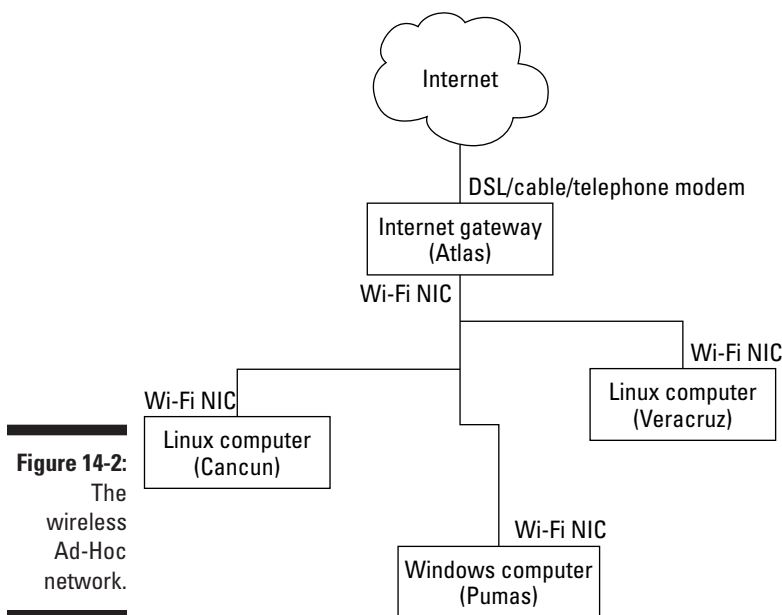 Internet
DSL/cable/telephone modem
Internet gateway
(Atlas)
Wi-Fi NIC
Wi-Fi NIC
Linux computer
(Veracruz)
Wi-Fi NIC
Linux computer
(Cancun)
Wi-Fi NIC
Windows computer
(Pumas)
Figure 14-2:
The
wireless
Ad-Hoc
network.